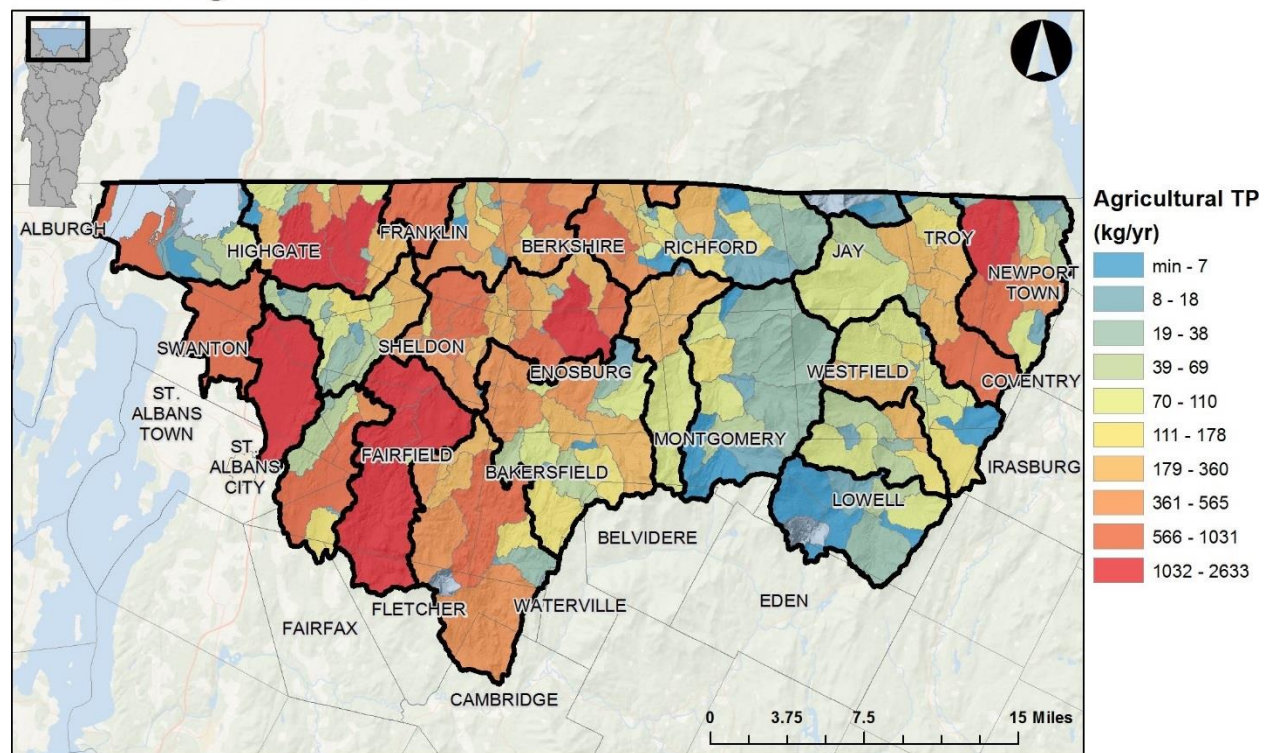 ALBURGH
HIGHGATE
FRANKLIN
BERKSHIRE
RICHFORD
JAY
TROY
NEWPORT
TOWN
SWANTON
SHELDON
ENOSBURG
WESTFIELD
COVENTRY
ST.
ALBANS
TOWN
ST.
ALBANS
CITY
FAIRFIELD
BAKERSFIELD
MONTGOMERY
IRASBURG
LOWELL
BELVIDERE
EDEN
FLETCHER
WATERVILLE
FAIRFAX
CAMBRIDGE
0 3.75 7.5 15 Miles
Agricultural TP
(kg/yr)
min - 7
8 - 18
19 - 38
39 - 69
70 - 110
111 - 178
179 - 360
361 - 565
566 - 1031
1032 - 2633